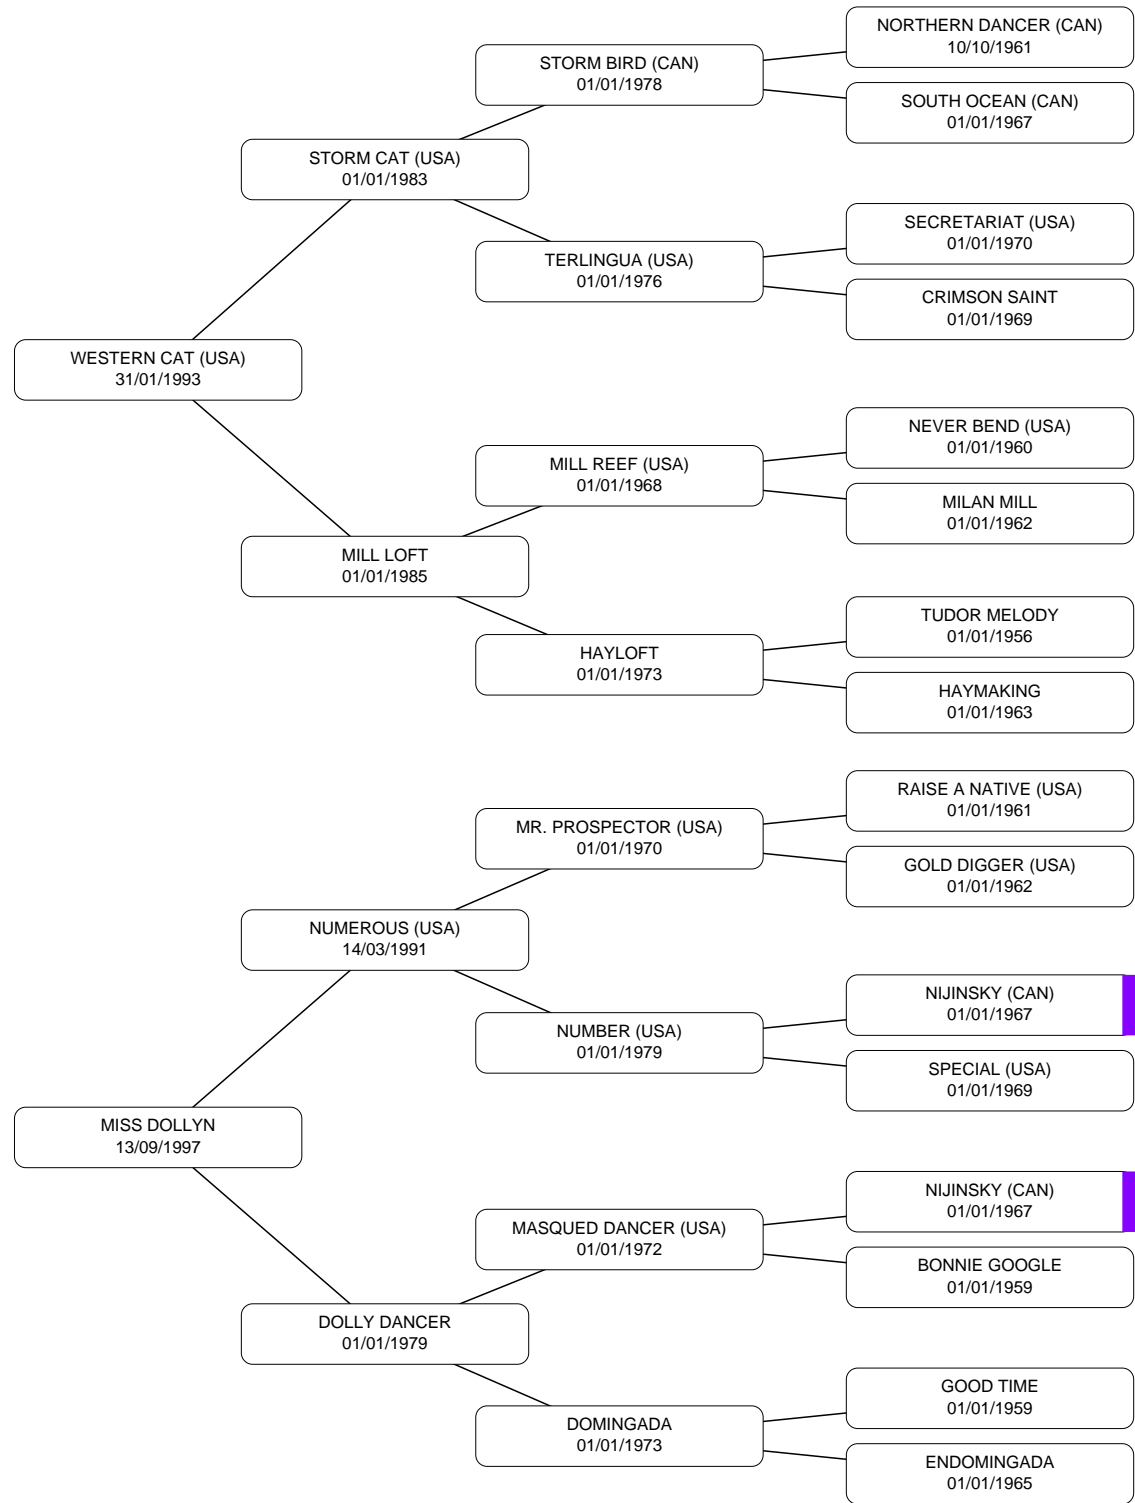 NORTHERN DANCER (CAN)
10/10/1961
STORM BIRD (CAN)
01/01/1978
SOUTH OCEAN (CAN)
01/01/1967
STORM CAT (USA)
01/01/1983
SECRETARIAT (USA)
01/01/1970
TERLINGUA (USA)
01/01/1976
CRIMSON SAINT
01/01/1969
WESTERN CAT (USA)
31/01/1993
NEVER BEND (USA)
01/01/1960
MILL REEF (USA)
01/01/1968
MILAN MILL
01/01/1962
MILL LOFT
01/01/1985
TUDOR MELODY
01/01/1956
HAYLOFT
01/01/1973
HAYMAKING
01/01/1963
RAISE A NATIVE (USA)
01/01/1961
MR. PROSPECTOR (USA)
01/01/1970
GOLD DIGGER (USA)
01/01/1962
NUMEROUS (USA)
14/03/1991
NIJINSKY (CAN)
01/01/1967
NUMBER (USA)
01/01/1979
SPECIAL (USA)
01/01/1969
MISS DOLLYN
13/09/1997
NIJINSKY (CAN)
01/01/1967
MASQUED DANCER (USA)
01/01/1972
BONNIE GOOGLE
01/01/1959
DOLLY DANCER
01/01/1979
GOOD TIME
01/01/1959
DOMINGADA
01/01/1973
ENDOMINGADA
01/01/1965